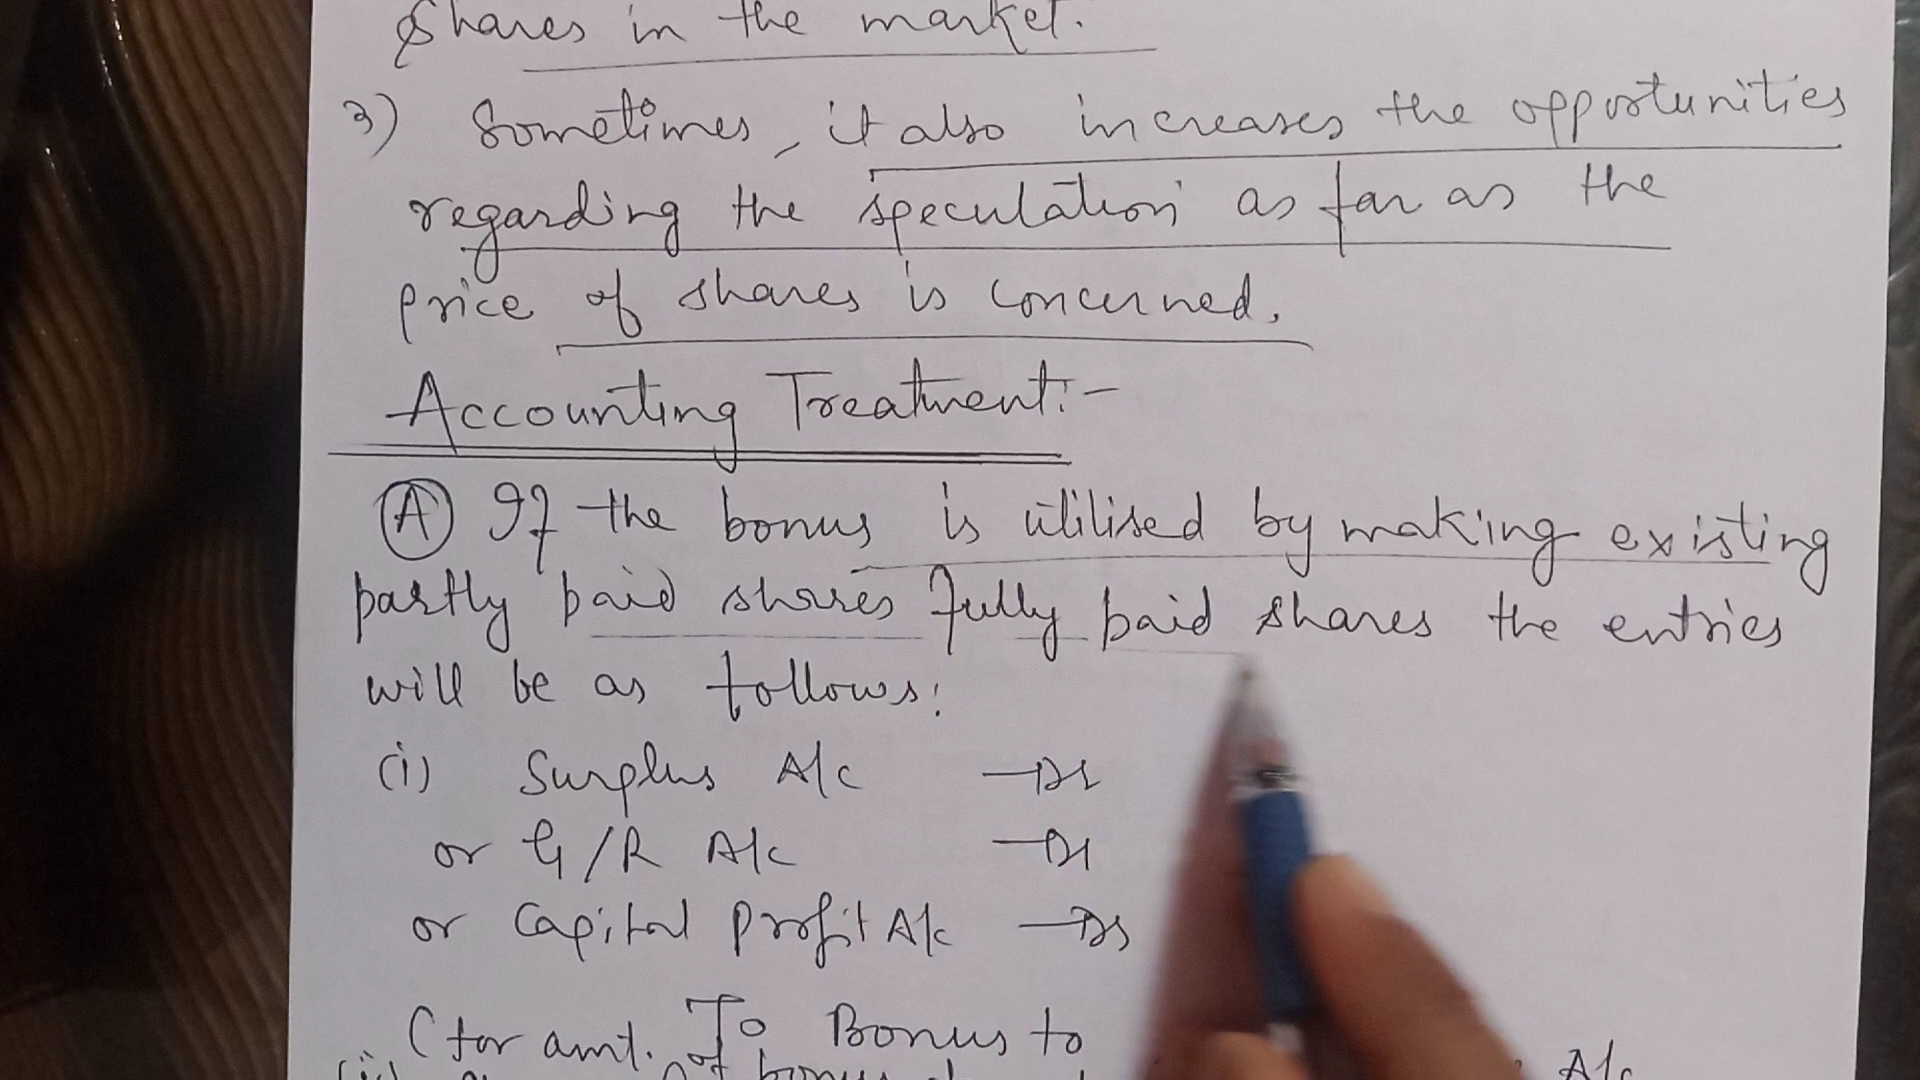 Shares in the market.
3) Sometimes, it also increases the opportunities
regarding the speculation as far as the
price of shares is concerned.
Accounting Treatment:-
(A) If the bonus is utilised by making existing
partly paid shares fully paid shares the entries
will be as follows:
(i) Surplus A/c —Dr
or G/R A/c —Dr
or Capital Profit A/c —Dr
To Bonus to A/c
(for amt. of bonus
(ii)